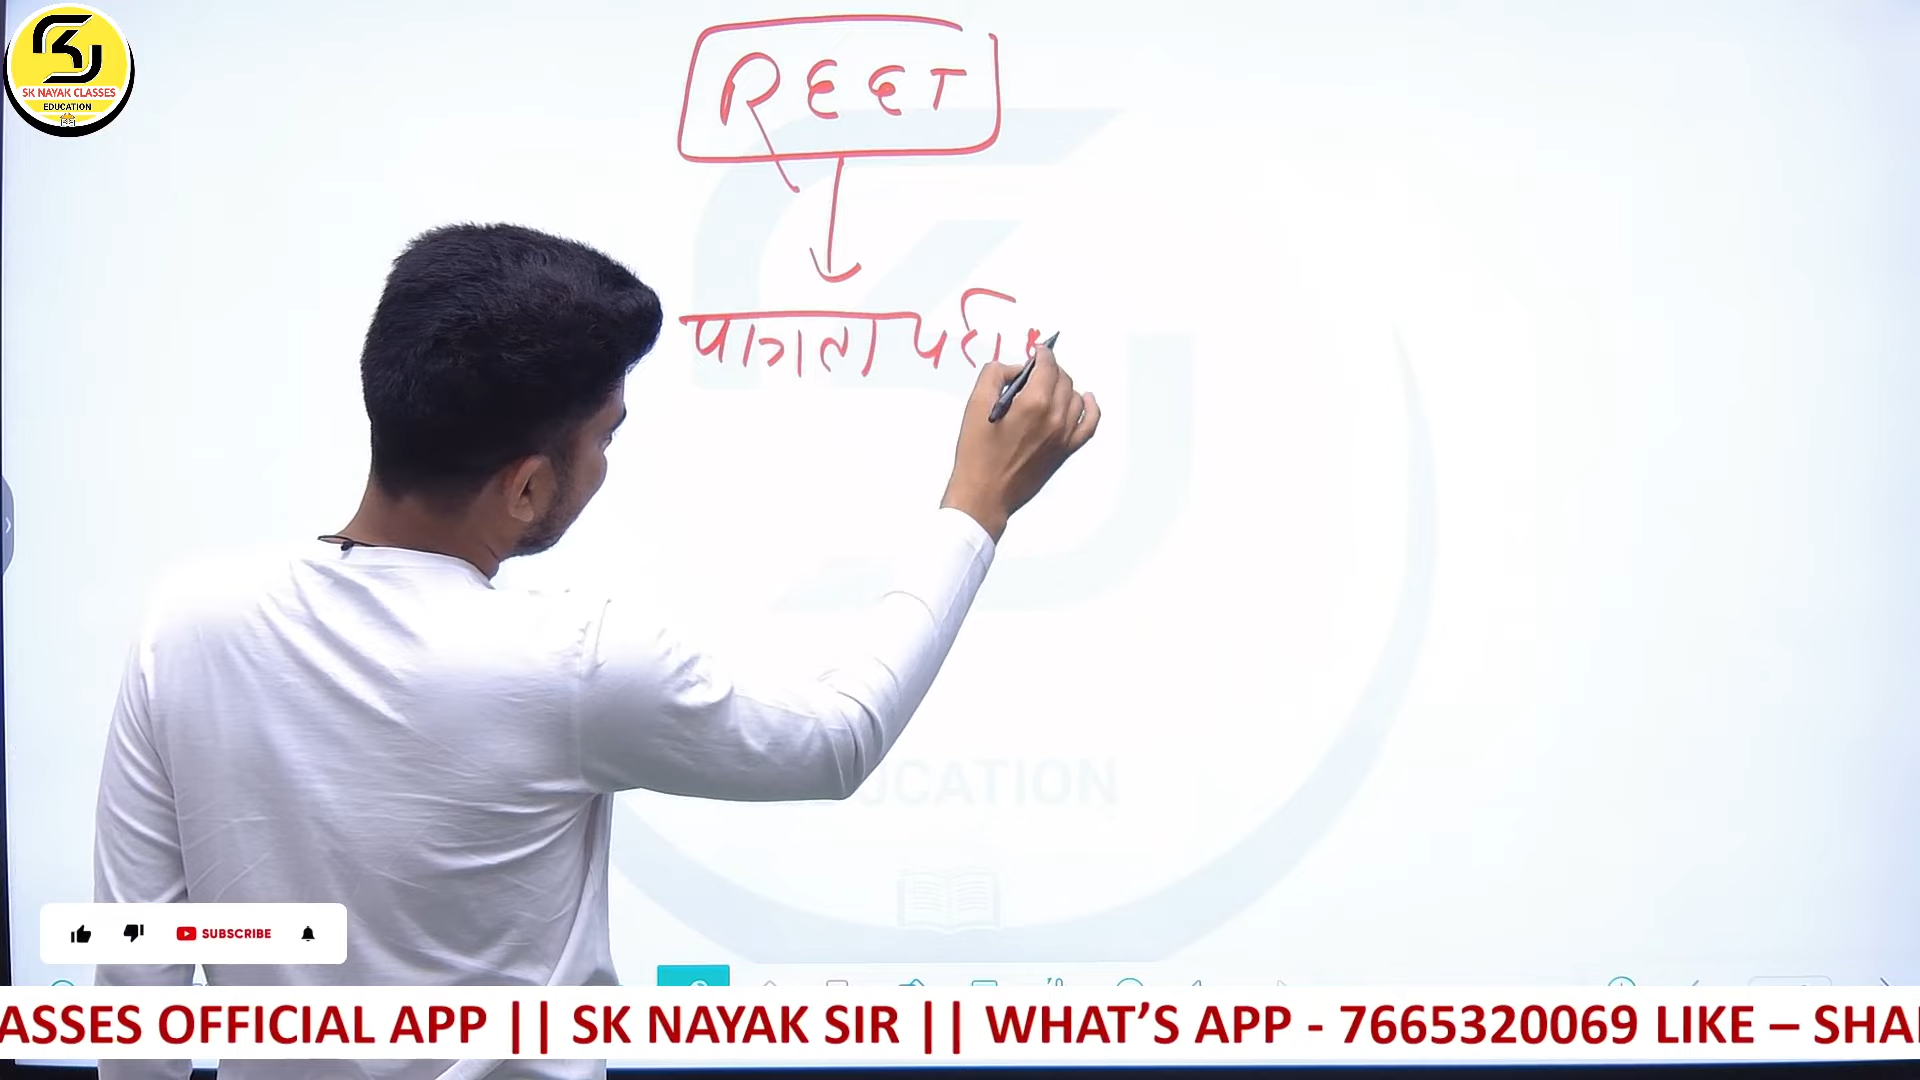 SK NAYAK CLASSES
EDUCATION
REET
पात्रता परी
EDUCATION
SUBSCRIBE
ASSES OFFICIAL APP || SK NAYAK SIR || WHAT’S APP - 7665320069 LIKE – SHA